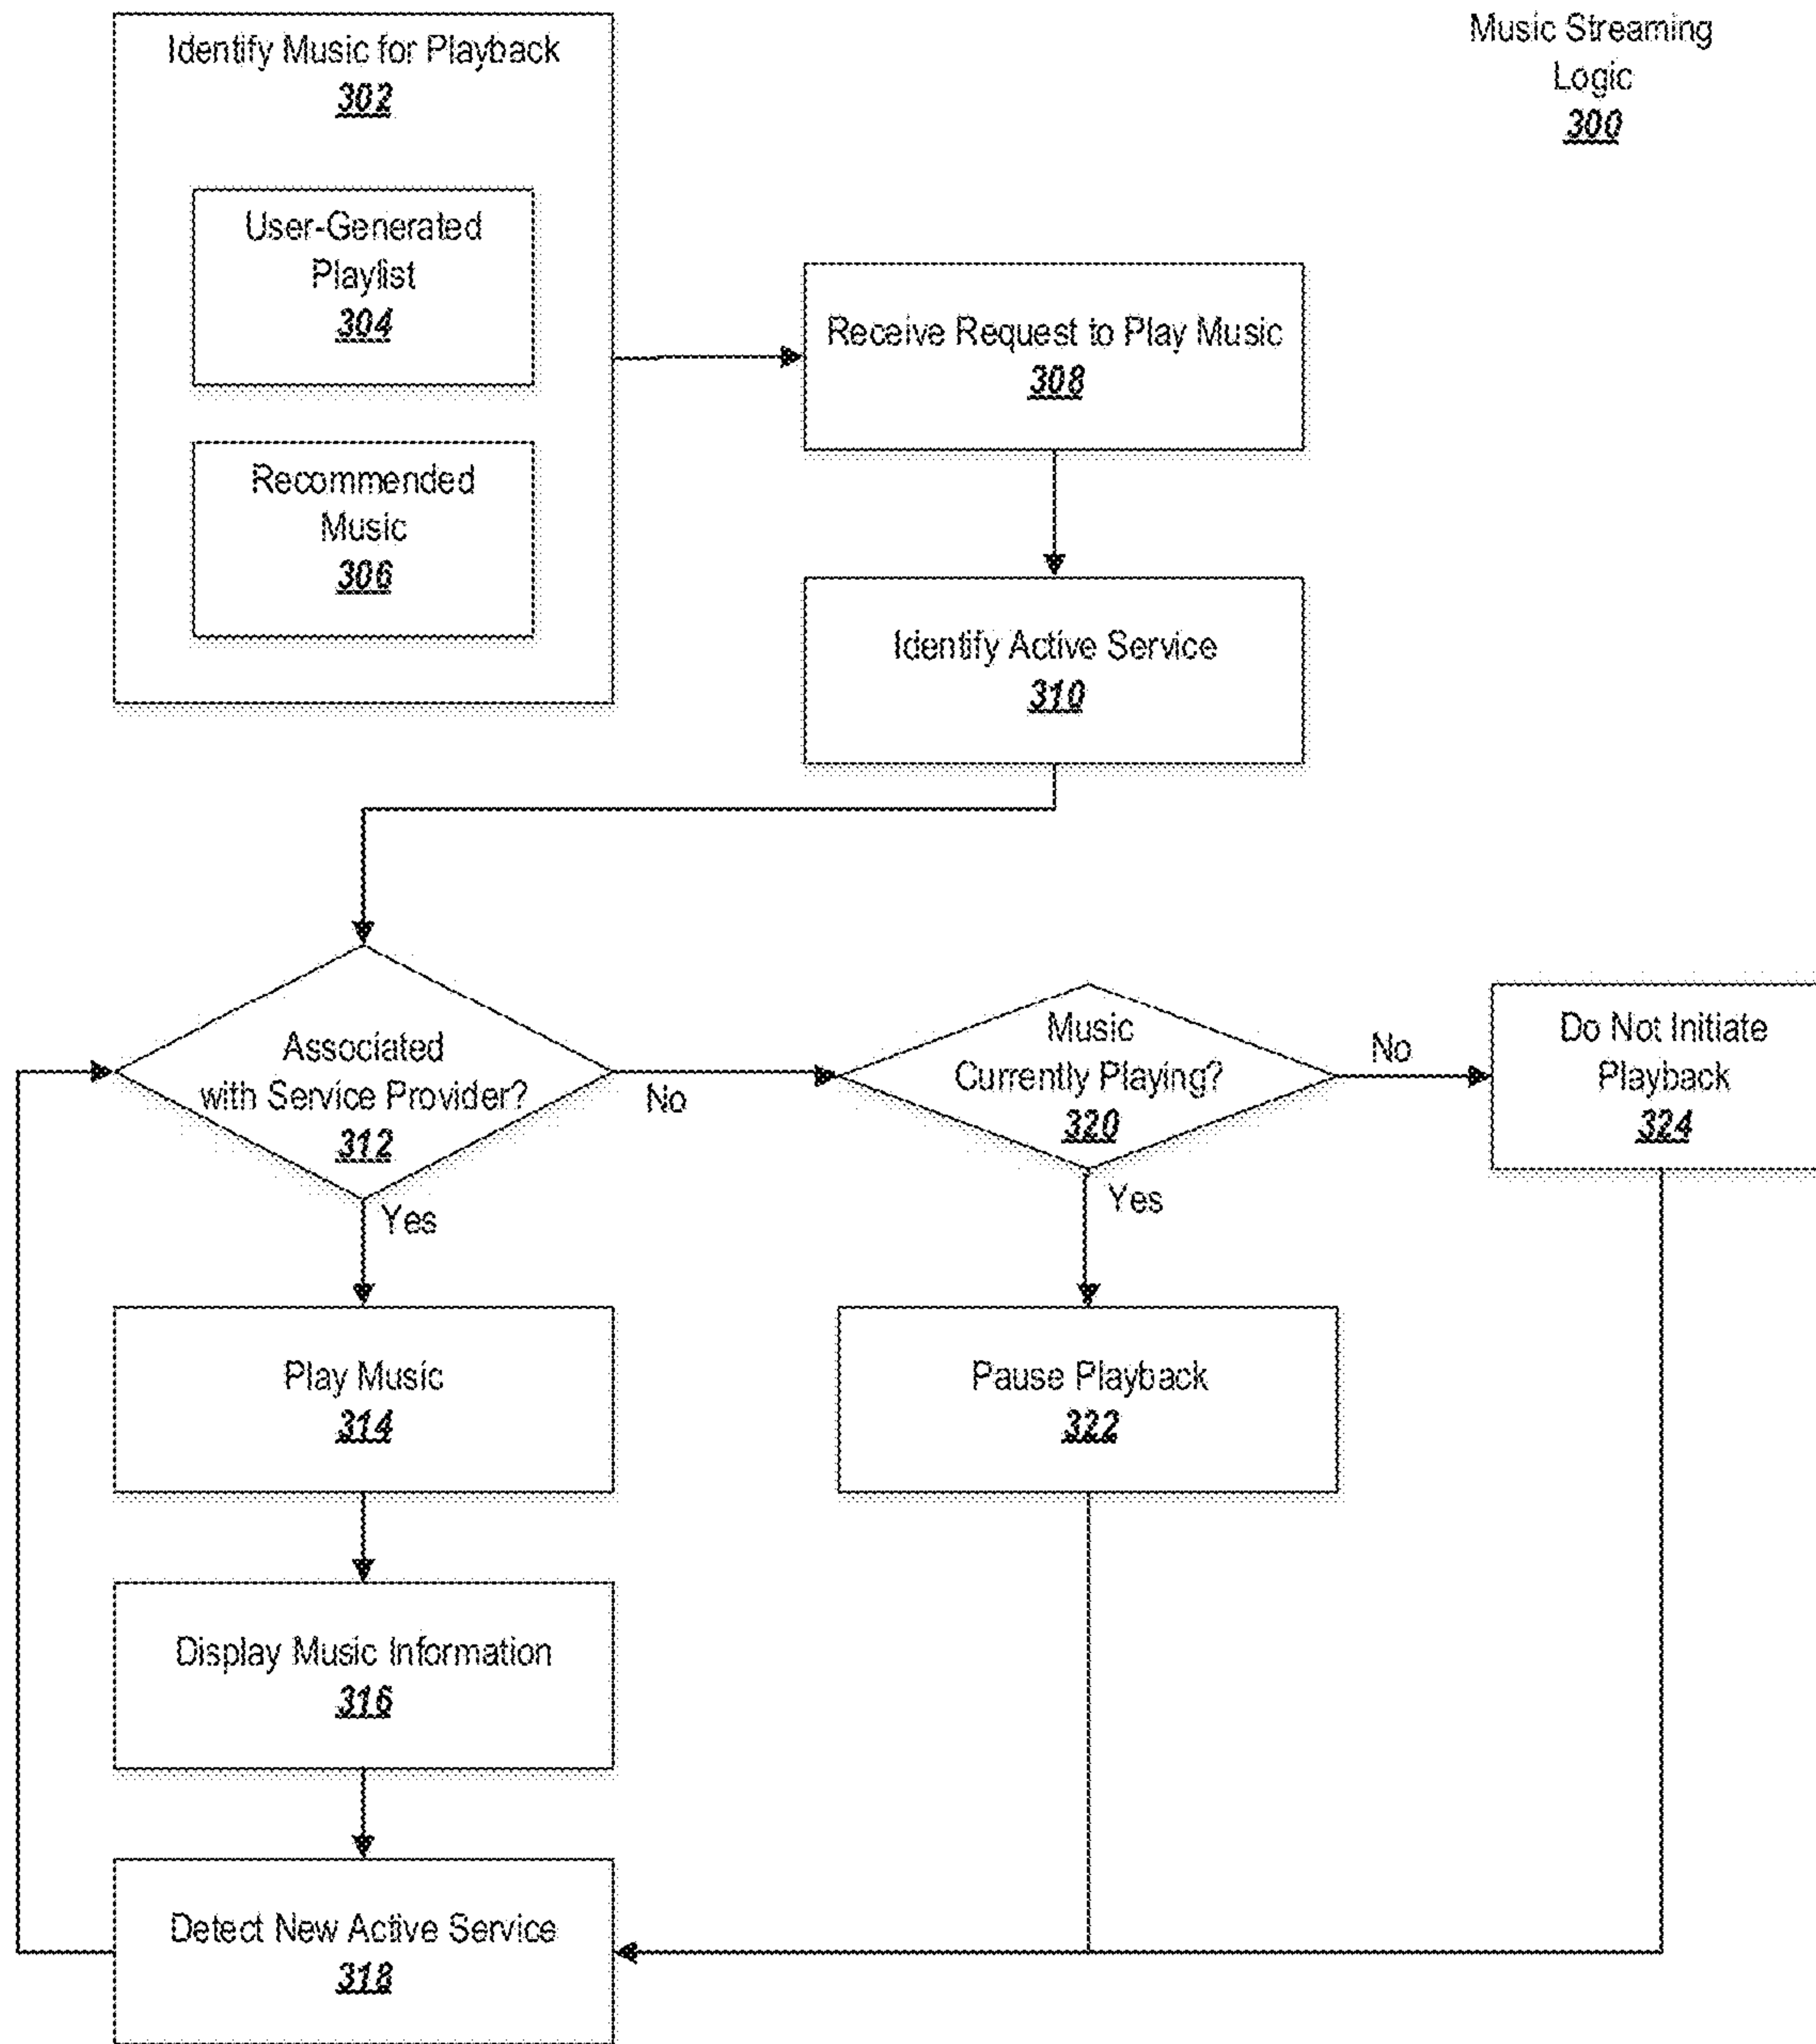 Music Streaming
Logic
300
Identify Music for Playback
302
User-Generated
Playlist
304
Recommended
Music
306
Receive Request to Play Music
308
Identify Active Service
310
Associated
with Service Provider?
312
No
Yes
Music
Currently Playing?
320
No
Yes
Do Not Initiate
Playback
324
Play Music
314
Pause Playback
322
Display Music Information
316
Detect New Active Service
318